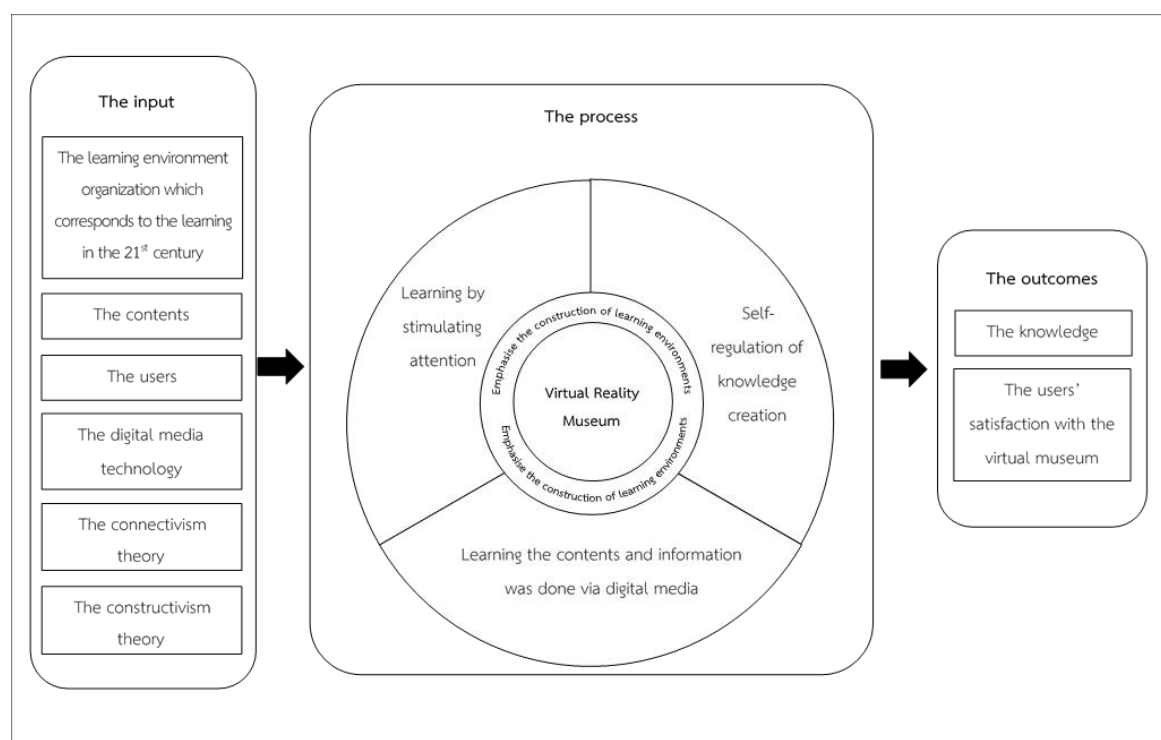 The input
The learning environment
organization which
corresponds to the learning
in the 21st century
The contents
The users
The digital media
technology
The connectivism
theory
The constructivism
theory
The process
Learning by
stimulating
attention
Self-
regulation of
knowledge
creation
Emphasise the construction of learning environments
Virtual Reality
Museum
Emphasise the construction of learning environments
Learning the contents and information
was done via digital media
The outcomes
The knowledge
The users’
satisfaction with the
virtual museum